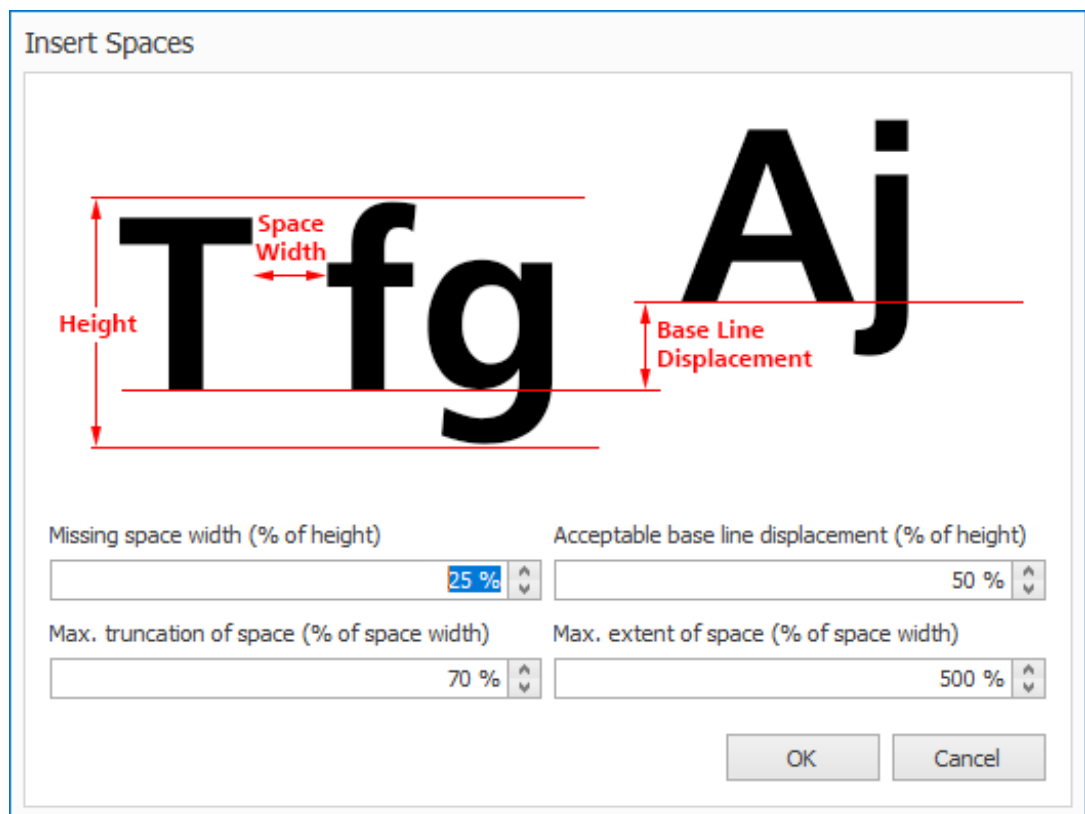 Insert Spaces
T fg
Aj
Space
Width
Height
Base Line
Displacement
Missing space width (% of height)
Acceptable base line displacement (% of height)
25 %
50 %
Max. truncation of space (% of space width)
Max. extent of space (% of space width)
70 %
500 %
OK
Cancel